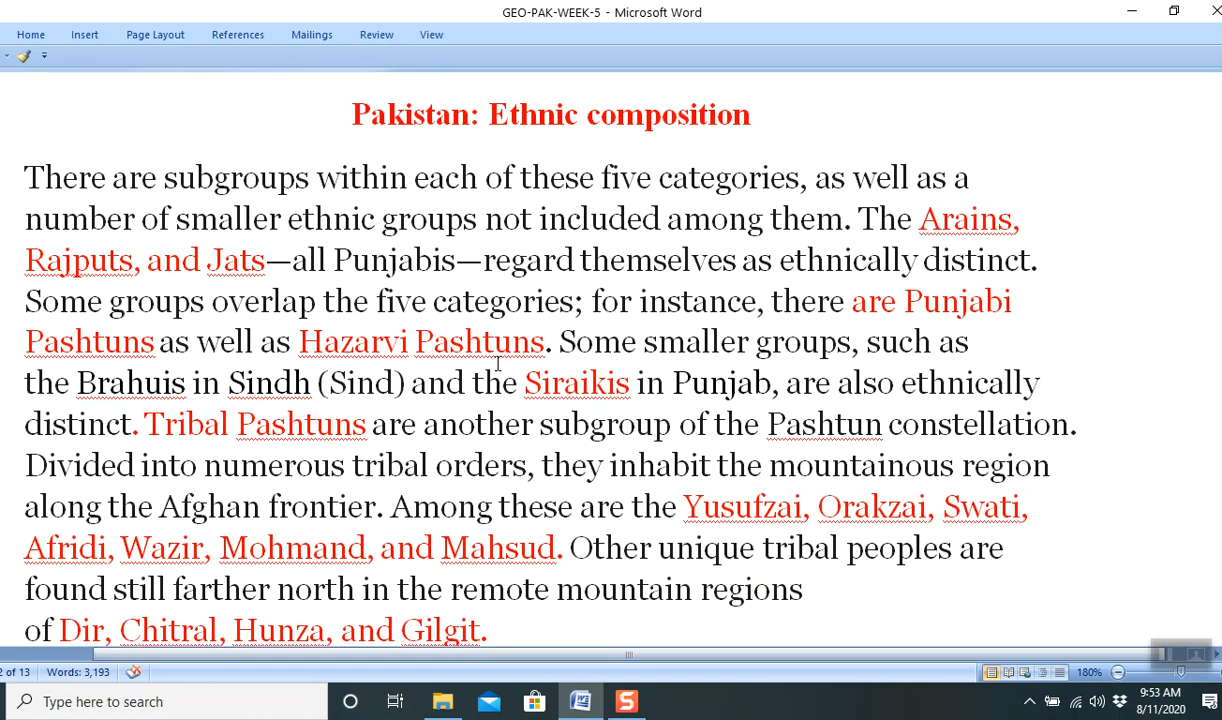 GEO-PAK-WEEK-5 - Microsoft Word
Home Insert Page Layout References Mailings Review View
Pakistan: Ethnic composition
There are subgroups within each of these five categories, as well as a
number of smaller ethnic groups not included among them. The Arains,
Rajputs, and Jats—all Punjabis—regard themselves as ethnically distinct.
Some groups overlap the five categories; for instance, there are Punjabi
Pashtuns as well as Hazarvi Pashtuns. Some smaller groups, such as
the Brahuis in Sindh (Sind) and the Siraikis in Punjab, are also ethnically
distinct. Tribal Pashtuns are another subgroup of the Pashtun constellation.
Divided into numerous tribal orders, they inhabit the mountainous region
along the Afghan frontier. Among these are the Yusufzai, Orakzai, Swati,
Afridi, Wazir, Mohmand, and Mahsud. Other unique tribal peoples are
found still farther north in the remote mountain regions
of Dir, Chitral, Hunza, and Gilgit.
2 of 13 Words: 3,193 180%
Type here to search
9:53 AM
8/11/2020